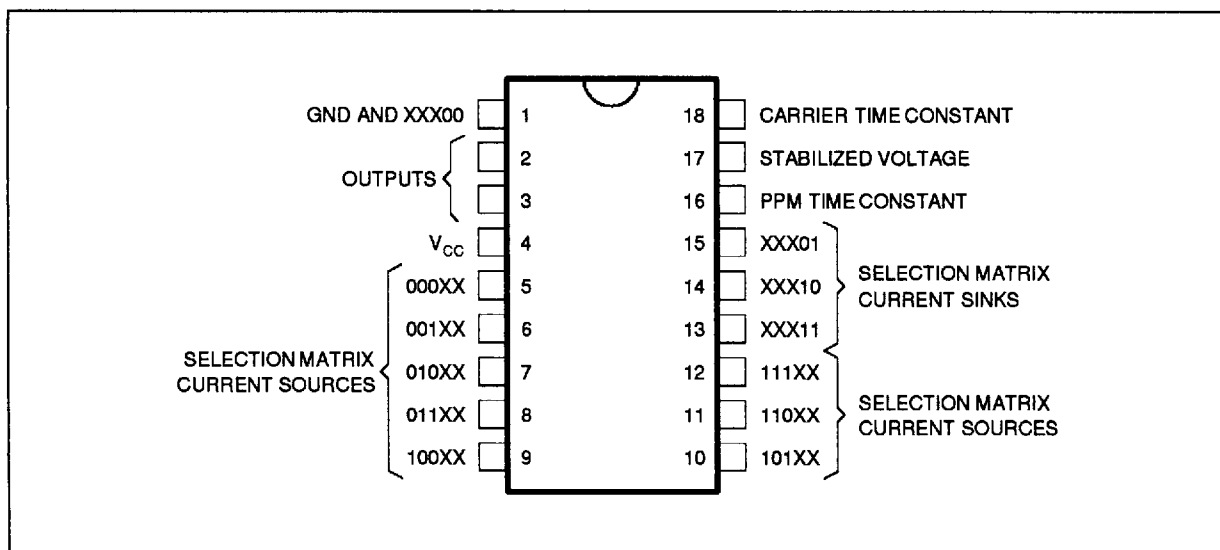 GND AND XXX00
OUTPUTS
VCC
000XX
001XX
010XX
011XX
100XX
SELECTION MATRIX
CURRENT SOURCES
1
2
3
4
5
6
7
8
9
18
17
16
15
14
13
12
11
10
CARRIER TIME CONSTANT
STABILIZED VOLTAGE
PPM TIME CONSTANT
XXX01
XXX10
XXX11
111XX
110XX
101XX
SELECTION MATRIX
CURRENT SINKS
SELECTION MATRIX
CURRENT SOURCES